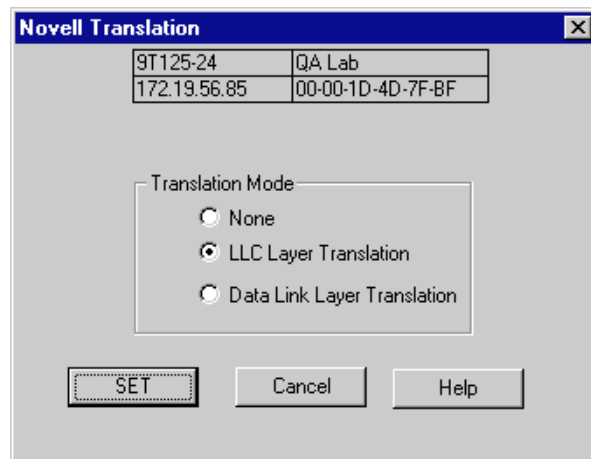 Novell Translation
9T125-24 QA Lab
172.19.56.85 00-00-1D-4D-7F-BF
Translation Mode
None
LLC Layer Translation
Data Link Layer Translation
SET Cancel Help